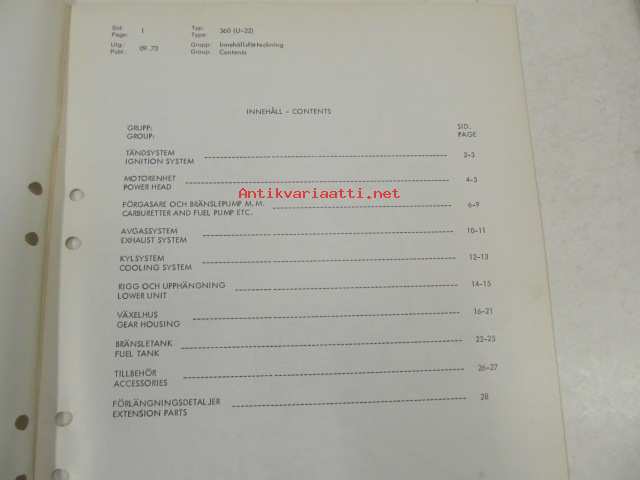 Sid: 1 Typ: 360 (U-22)
Page: Type:
Utg: 09.73 Grupp: Innehållsförteckning
Publ: Group: Contents
INNEHÅLL - CONTENTS
GRUPP: SID.
GROUP: PAGE
TÄNDSYSTEM 2-3
IGNITION SYSTEM
MOTORENHET 4-5
POWER HEAD
Antikvariaatti.net
FÖRGASARE OCH BRÄNSLEPUMP M.M. 6-9
CARBURETTER AND FUEL PUMP ETC.
AVGASSYSTEM 10-11
EXHAUST SYSTEM
KYLSYSTEM 12-13
COOLING SYSTEM
RIGG OCH UPPHÄNGNING 14-15
LOWER UNIT
VÄXELHUS 16-21
GEAR HOUSING
BRÄNSLETANK 22-25
FUEL TANK
TILLBEHÖR 26-27
ACCESSORIES
FÖRLÄNGNINGSDETALJER 28
EXTENSION PARTS